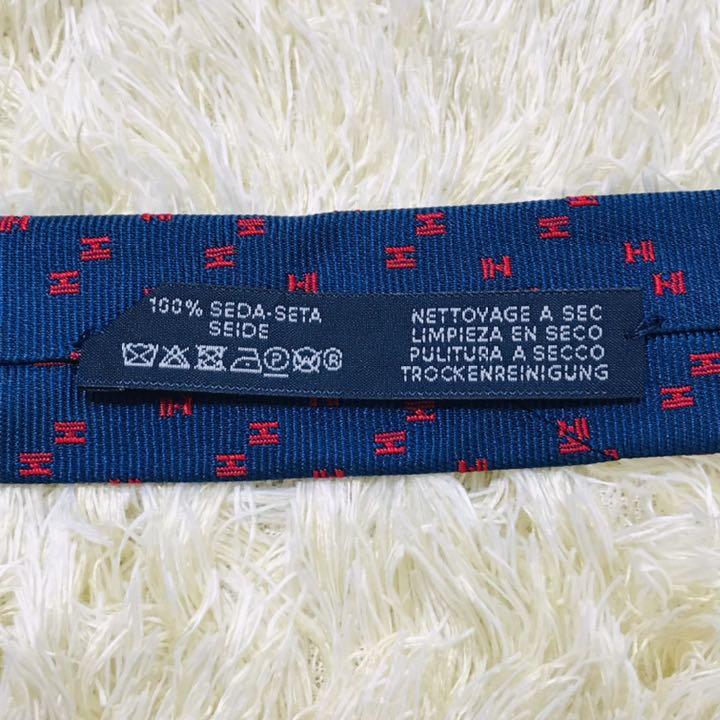 100% SEDA-SETA
SEIDE
NETTOYAGE A SEC
LIMPIEZA EN SECO
PULITURA A SECCO
TROCKENREINIGUNG